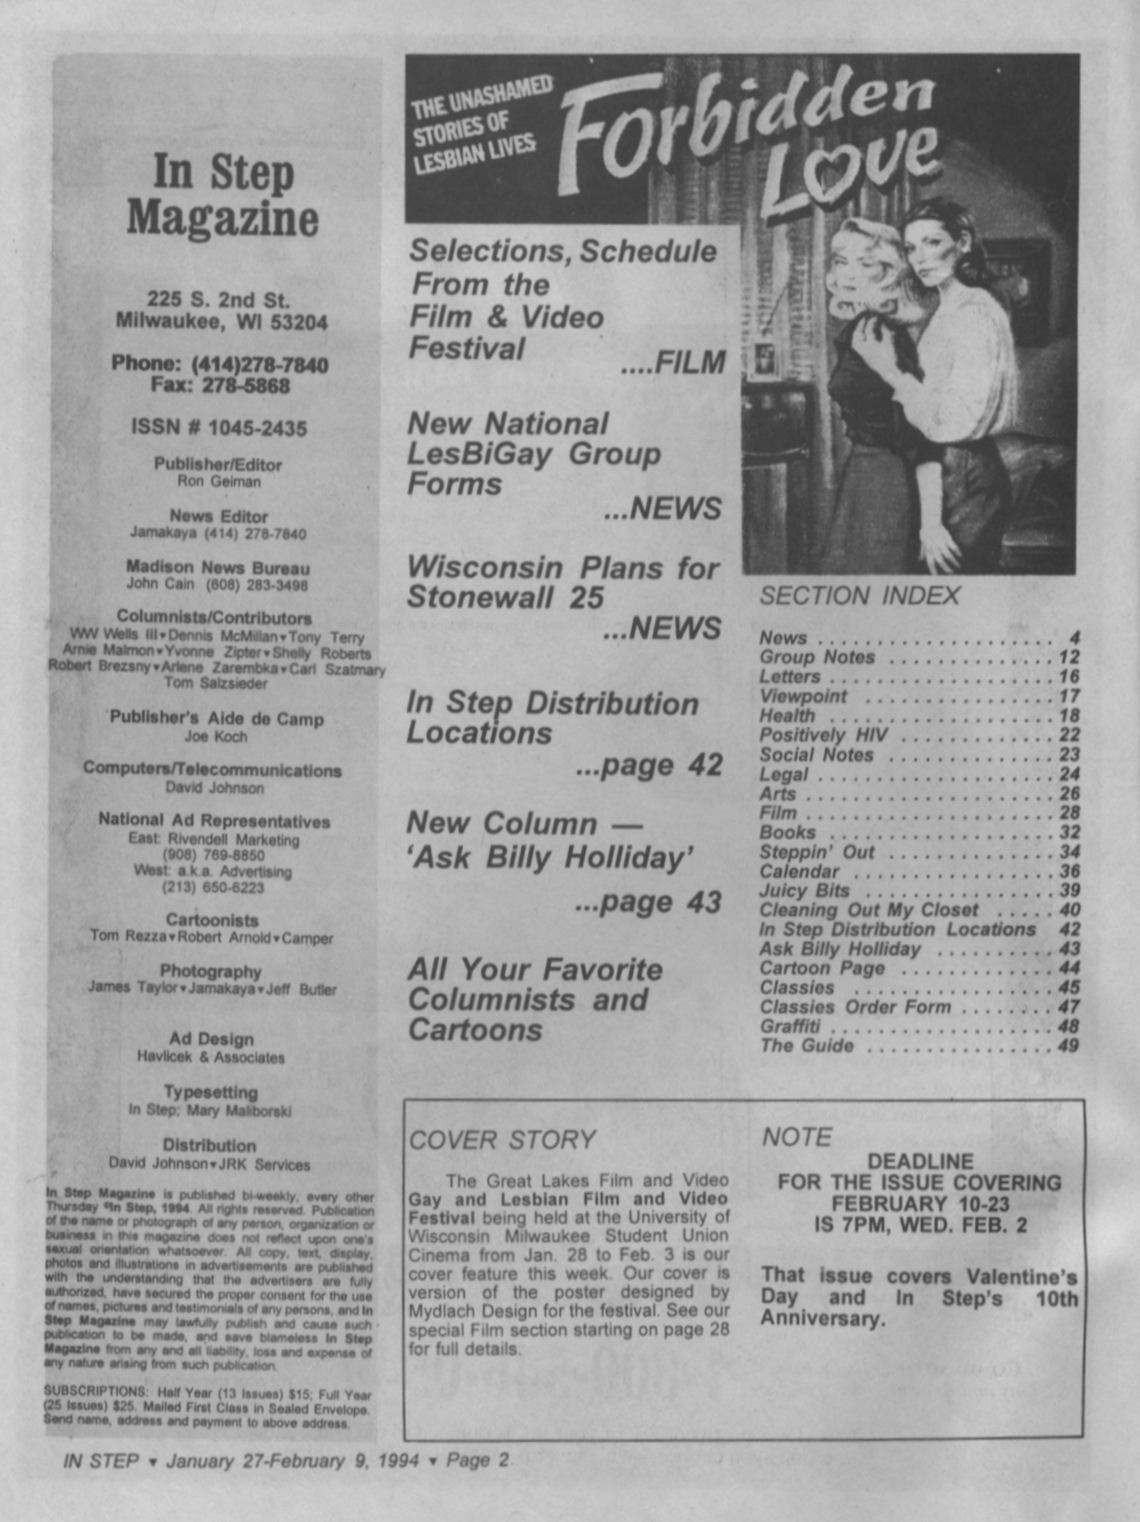 In Step
Magazine
225 S. 2nd St.
Milwaukee, WI 53204
Phone: (414)278-7840
Fax: 278-5868
ISSN # 1045-2435
Publisher/Editor
Ron Geiman
News Editor
Jamakaya (414) 278-7840
Madison News Bureau
John Cain (608) 283-3498
Columnists/Contributors
WW Wells III▾Dennis McMillan▾Tony Terry
Arnie Malmon▾Yvonne Zipter▾Shelly Roberts
Robert Brezsny▾Arlene Zarembka▾Carl Szatmary
Tom Salzsieder
Publisher's Aide de Camp
Joe Koch
Computers/Telecommunications
David Johnson
National Ad Representatives
East: Rivendell Marketing
(908) 769-8850
West: a.k.a. Advertising
(213) 650-6223
Cartoonists
Tom Rezza▾Robert Arnold▾Camper
Photography
James Taylor▾Jamakaya▾Jeff Butler
Ad Design
Havlicek & Associates
Typesetting
In Step; Mary Maliborski
Distribution
David Johnson▾JRK Services
In Step Magazine is published bi-weekly, every other
Thursday ©In Step, 1994. All rights reserved. Publication
of the name or photograph of any person, organization or
business in this magazine does not reflect upon one's
sexual orientation whatsoever. All copy, text, display,
photos and illustrations in advertisements are published
with the understanding that the advertisers are fully
authorized, have secured the proper consent for the use
of names, pictures and testimonials of any persons, and In
Step Magazine may lawfully publish and cause such
publication to be made, and save blameless In Step
Magazine from any and all liability, loss and expense of
any nature arising from such publication.
SUBSCRIPTIONS: Half Year (13 Issues) $15; Full Year
(25 Issues) $25. Mailed First Class in Sealed Envelope.
Send name, address and payment to above address.
THE UNASHAMED
STORIES OF
LESBIAN LIVES
Forbidden
Love
Selections, Schedule
From the
Film & Video
Festival
....FILM
New National
LesBiGay Group
Forms
...NEWS
Wisconsin Plans for
Stonewall 25
...NEWS
In Step Distribution
Locations
...page 42
New Column —
‘Ask Billy Holliday’
...page 43
All Your Favorite
Columnists and
Cartoons
SECTION INDEX
News . . . . . . . . . . . . . . . . . . . . . 4
Group Notes . . . . . . . . . . . . . . 12
Letters . . . . . . . . . . . . . . . . . . . 16
Viewpoint . . . . . . . . . . . . . . . . 17
Health . . . . . . . . . . . . . . . . . . . 18
Positively HIV . . . . . . . . . . . . . 22
Social Notes . . . . . . . . . . . . . . 23
Legal . . . . . . . . . . . . . . . . . . . . 24
Arts . . . . . . . . . . . . . . . . . . . . . 26
Film . . . . . . . . . . . . . . . . . . . . . 28
Books . . . . . . . . . . . . . . . . . . . 32
Steppin' Out . . . . . . . . . . . . . . 34
Calendar . . . . . . . . . . . . . . . . . 36
Juicy Bits . . . . . . . . . . . . . . . . 39
Cleaning Out My Closet . . . . . 40
In Step Distribution Locations 42
Ask Billy Holliday . . . . . . . . . . 43
Cartoon Page . . . . . . . . . . . . . 44
Classies . . . . . . . . . . . . . . . . . 45
Classies Order Form . . . . . . . . 47
Graffiti . . . . . . . . . . . . . . . . . . . 48
The Guide . . . . . . . . . . . . . . . . 49
COVER STORY
The Great Lakes Film and Video
Gay and Lesbian Film and Video
Festival being held at the University of
Wisconsin Milwaukee Student Union
Cinema from Jan. 28 to Feb. 3 is our
cover feature this week. Our cover is
version of the poster designed by
Mydlach Design for the festival. See our
special Film section starting on page 28
for full details.
NOTE
DEADLINE
FOR THE ISSUE COVERING
FEBRUARY 10-23
IS 7PM, WED. FEB. 2
That issue covers Valentine's
Day and In Step's 10th
Anniversary.
IN STEP ▾ January 27-February 9, 1994 ▾ Page 2